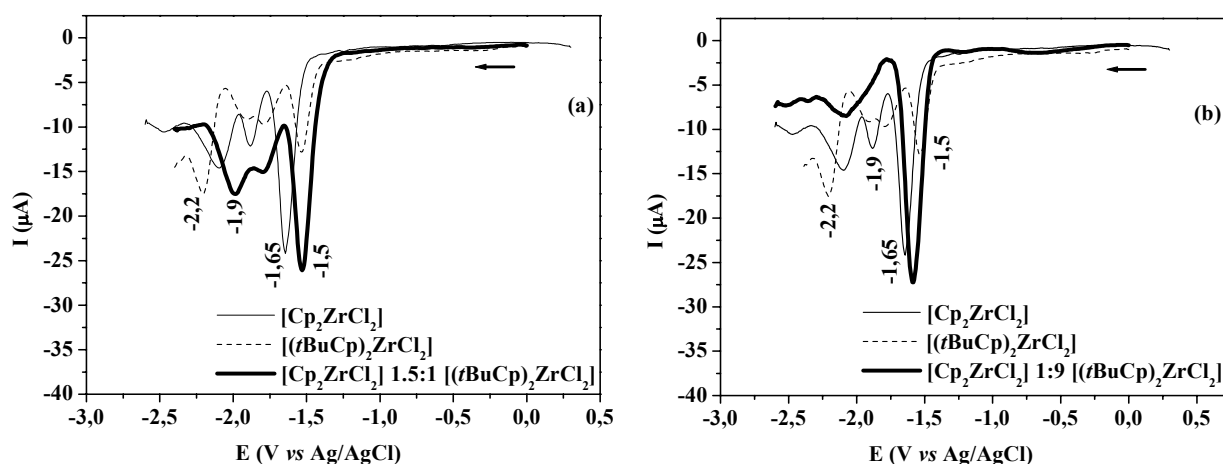 0
-5
-10
-15
-20
-25
-30
-35
-40
I (µA)
(a)
-2,2
-1,9
-1,65
-1,5
[Cp₂ZrCl₂]
[(tBuCp)₂ZrCl₂]
[Cp₂ZrCl₂] 1.5:1 [(tBuCp)₂ZrCl₂]
-3,0 -2,5 -2,0 -1,5 -1,0 -0,5 0,0 0,5
E (V vs Ag/AgCl)
0
-5
-10
-15
-20
-25
-30
-35
-40
I (µA)
(b)
-2,2
-1,9
-1,65
-1,5
[Cp₂ZrCl₂]
[(tBuCp)₂ZrCl₂]
[Cp₂ZrCl₂] 1:9 [(tBuCp)₂ZrCl₂]
-3,0 -2,5 -2,0 -1,5 -1,0 -0,5 0,0 0,5
E (V vs Ag/AgCl)